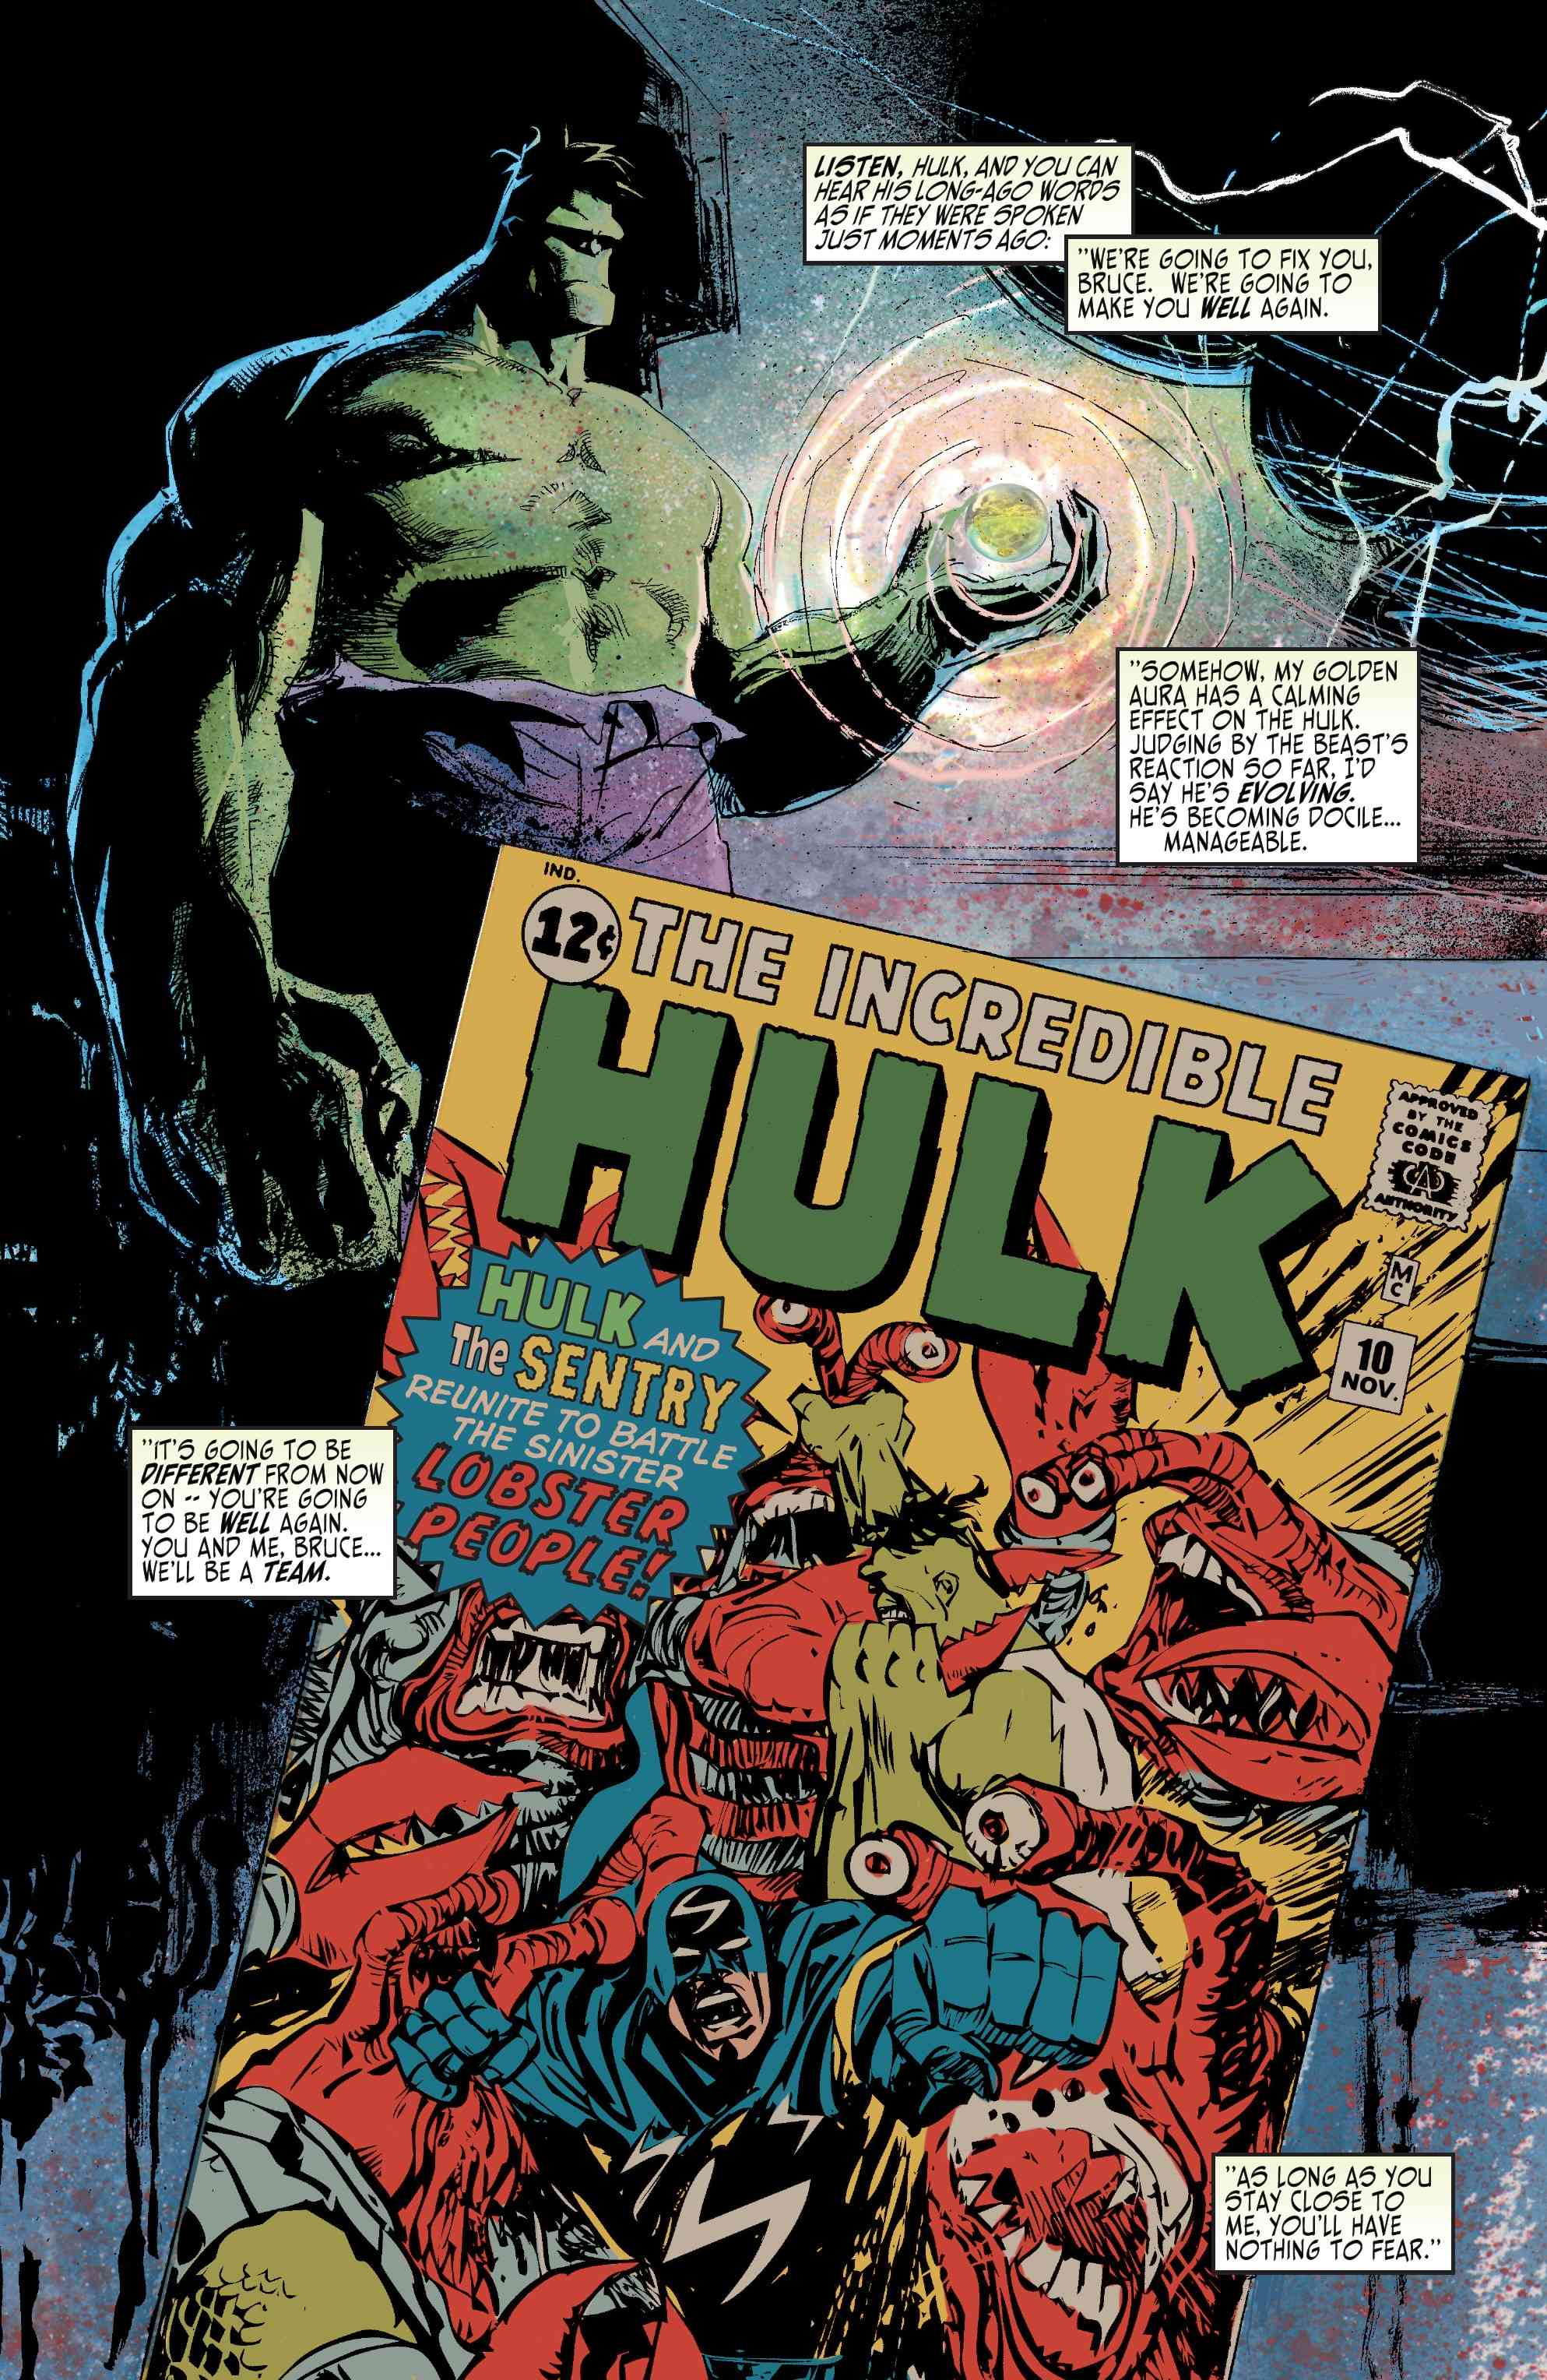 LISTEN, HULK, AND YOU CAN
HEAR HIS LONG-AGO WORDS
AS IF THEY WERE SPOKEN
JUST MOMENTS AGO:
"WE'RE GOING TO FIX YOU,
BRUCE. WE'RE GOING TO
MAKE YOU WELL AGAIN.
"SOMEHOW, MY GOLDEN
AURA HAS A CALMING
EFFECT ON THE HULK.
JUDGING BY THE BEAST'S
REACTION SO FAR, I'D
SAY HE'S EVOLVING.
HE'S BECOMING DOCILE...
MANAGEABLE.
IND.
12¢
THE INCREDIBLE
HULK
APPROVED
BY THE
COMICS
CODE
CA
AUTHORITY
M
C
10
NOV.
HULK AND
The SENTRY
REUNITE TO BATTLE
THE SINISTER
LOBSTER
PEOPLE!
"IT'S GOING TO BE
DIFFERENT FROM NOW
ON -- YOU'RE GOING
TO BE WELL AGAIN.
YOU AND ME, BRUCE...
WE'LL BE A TEAM.
S
"AS LONG AS YOU
STAY CLOSE TO
ME, YOU'LL HAVE
NOTHING TO FEAR."